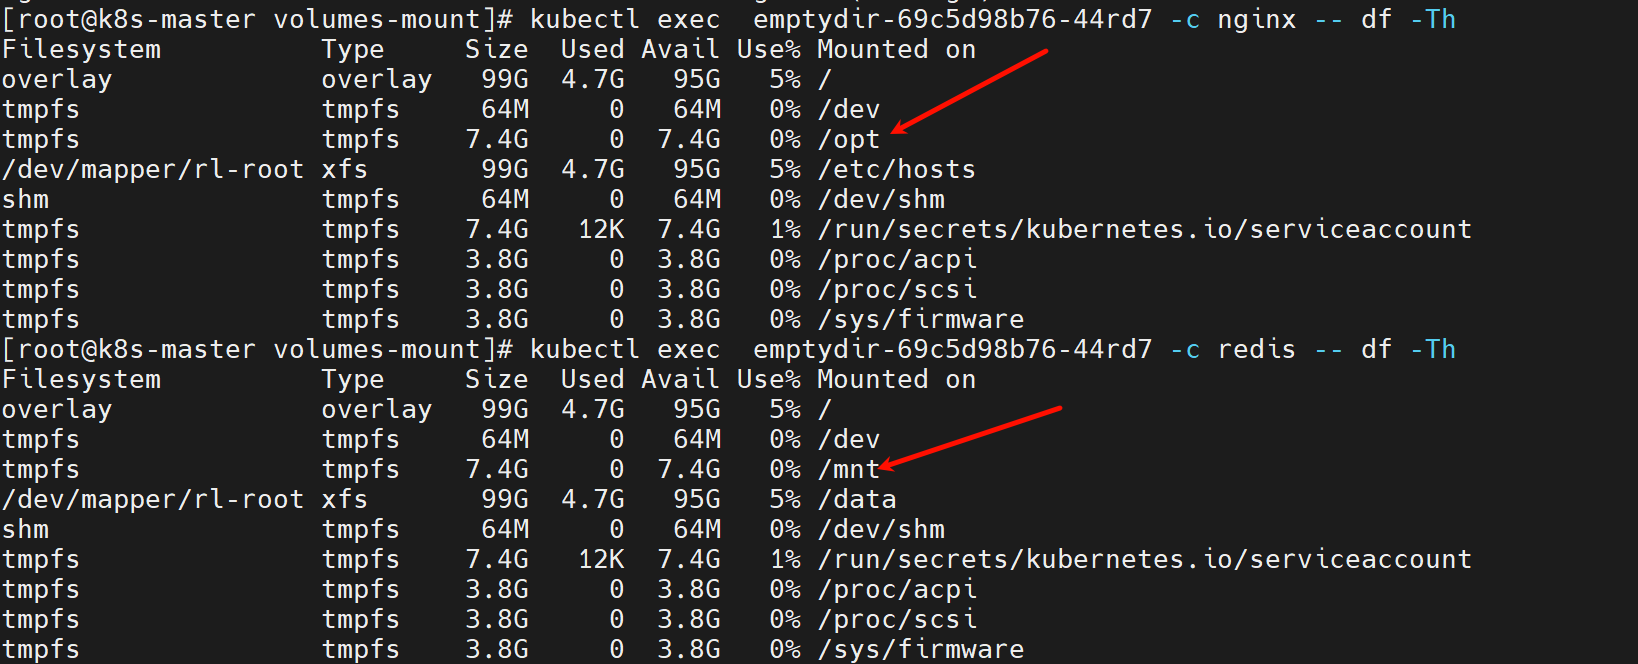 [root@k8s-master volumes-mount]# kubectl exec  emptydir-69c5d98b76-44rd7 -c nginx -- df -Th
Filesystem          Type     Size  Used Avail Use% Mounted on
overlay             overlay   99G  4.7G   95G   5% /
tmpfs               tmpfs     64M     0   64M   0% /dev
tmpfs               tmpfs    7.4G     0  7.4G   0% /opt
/dev/mapper/rl-root xfs       99G  4.7G   95G   5% /etc/hosts
shm                 tmpfs     64M     0   64M   0% /dev/shm
tmpfs               tmpfs    7.4G   12K  7.4G   1% /run/secrets/kubernetes.io/serviceaccount
tmpfs               tmpfs    3.8G     0  3.8G   0% /proc/acpi
tmpfs               tmpfs    3.8G     0  3.8G   0% /proc/scsi
tmpfs               tmpfs    3.8G     0  3.8G   0% /sys/firmware
[root@k8s-master volumes-mount]# kubectl exec  emptydir-69c5d98b76-44rd7 -c redis -- df -Th
Filesystem          Type     Size  Used Avail Use% Mounted on
overlay             overlay   99G  4.7G   95G   5% /
tmpfs               tmpfs     64M     0   64M   0% /dev
tmpfs               tmpfs    7.4G     0  7.4G   0% /mnt
/dev/mapper/rl-root xfs       99G  4.7G   95G   5% /data
shm                 tmpfs     64M     0   64M   0% /dev/shm
tmpfs               tmpfs    7.4G   12K  7.4G   1% /run/secrets/kubernetes.io/serviceaccount
tmpfs               tmpfs    3.8G     0  3.8G   0% /proc/acpi
tmpfs               tmpfs    3.8G     0  3.8G   0% /proc/scsi
tmpfs               tmpfs    3.8G     0  3.8G   0% /sys/firmware